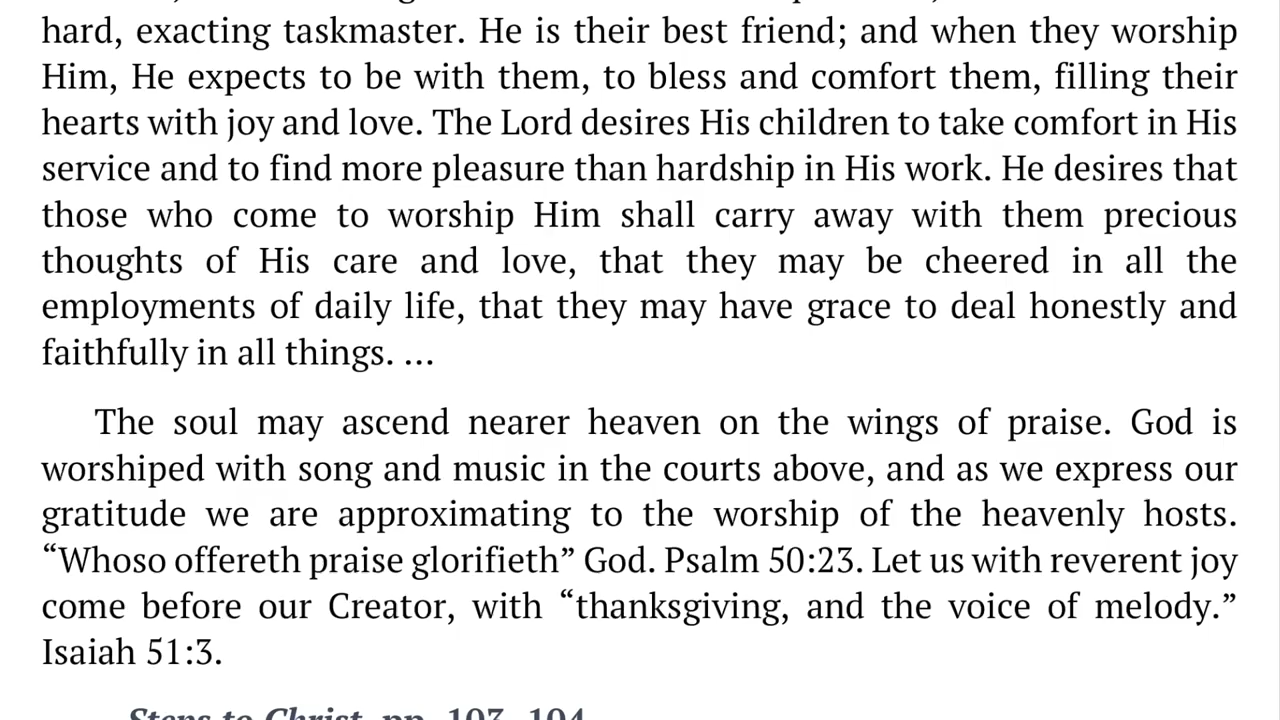 hard, exacting taskmaster. He is their best friend; and when they worship
Him, He expects to be with them, to bless and comfort them, filling their
hearts with joy and love. The Lord desires His children to take comfort in His
service and to find more pleasure than hardship in His work. He desires that
those who come to worship Him shall carry away with them precious
thoughts of His care and love, that they may be cheered in all the
employments of daily life, that they may have grace to deal honestly and
faithfully in all things. ...
The soul may ascend nearer heaven on the wings of praise. God is
worshiped with song and music in the courts above, and as we express our
gratitude we are approximating to the worship of the heavenly hosts.
“Whoso offereth praise glorifieth” God. Psalm 50:23. Let us with reverent joy
come before our Creator, with “thanksgiving, and the voice of melody.”
Isaiah 51:3.
Steps to Christ, pp. 103, 104